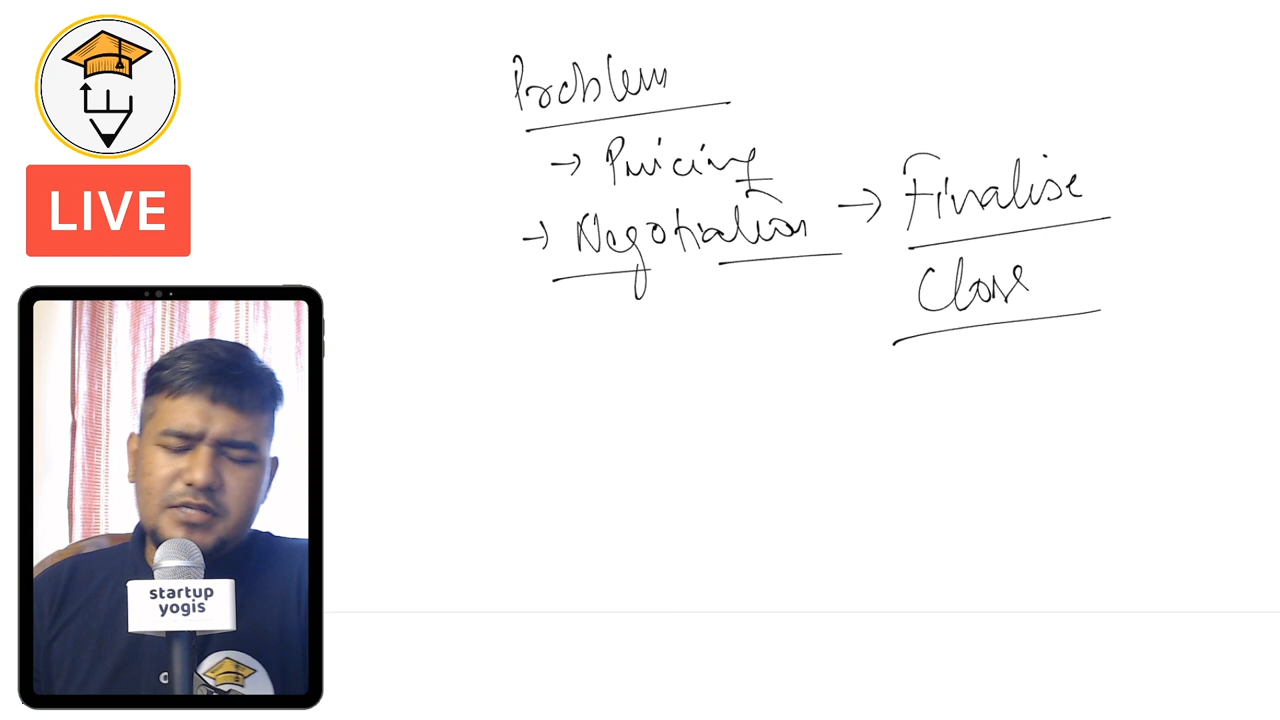 LIVE
Problem
→ Pricing
→ Negotiation → Finalise
Close
startup
yogis